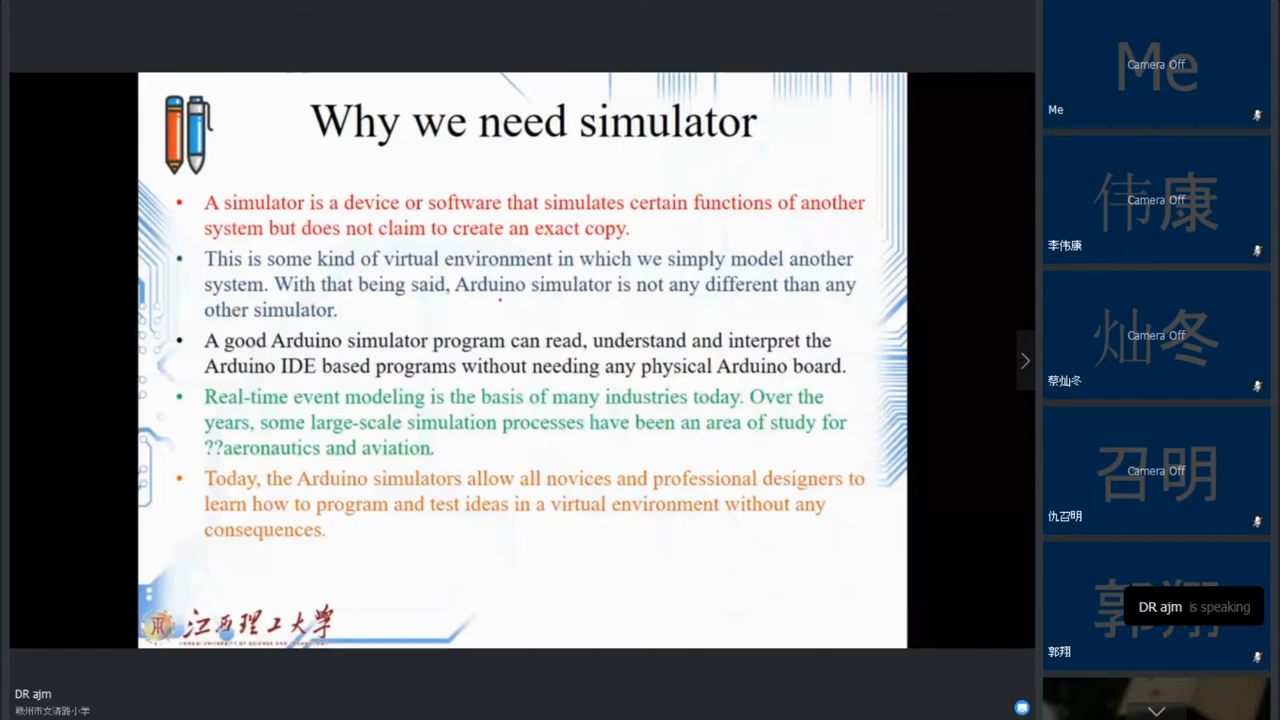 Why we need simulator
• A simulator is a device or software that simulates certain functions of another
system but does not claim to create an exact copy.
• This is some kind of virtual environment in which we simply model another
system. With that being said, Arduino simulator is not any different than any
other simulator.
• A good Arduino simulator program can read, understand and interpret the
Arduino IDE based programs without needing any physical Arduino board.
• Real-time event modeling is the basis of many industries today. Over the
years, some large-scale simulation processes have been an area of study for
??aeronautics and aviation.
• Today, the Arduino simulators allow all novices and professional designers to
learn how to program and test ideas in a virtual environment without any
consequences.
江西理工大学
JIANGXI UNIVERSITY OF SCIENCE AND TECHNOLOGY
DR ajm
赣州市文清路小学
Me
Camera Off
Me
伟康
Camera Off
李伟康
灿冬
Camera Off
蔡灿冬
召明
Camera Off
仇召明
郭翔
DR ajm is speaking
郭翔